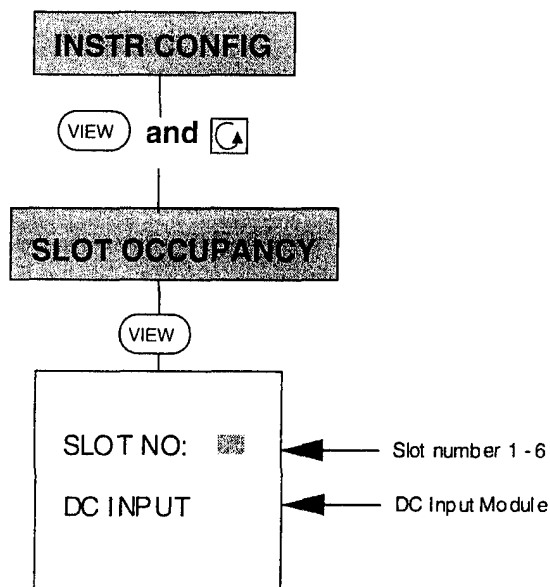 INSTR CONFIG
VIEW and
SLOT OCCUPANCY
VIEW
SLOT NO:
Slot number 1 - 6
DC INPUT
DC Input Module